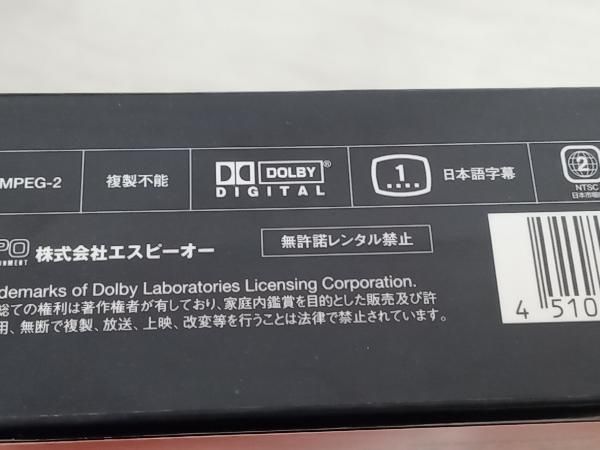 MPEG-2 複製不能 DOLBY DIGITAL ® 1 日本語字幕 2 NTSC
日本市場
PO 株式会社エスピーオー 無許諾レンタル禁止
demarks of Dolby Laboratories Licensing Corporation.
総ての権利は著作権者が有しており、家庭内鑑賞を目的とした販売及び許
用、無断で複製、放送、上映、改変等を行うことは法律で禁止されています。
4 510